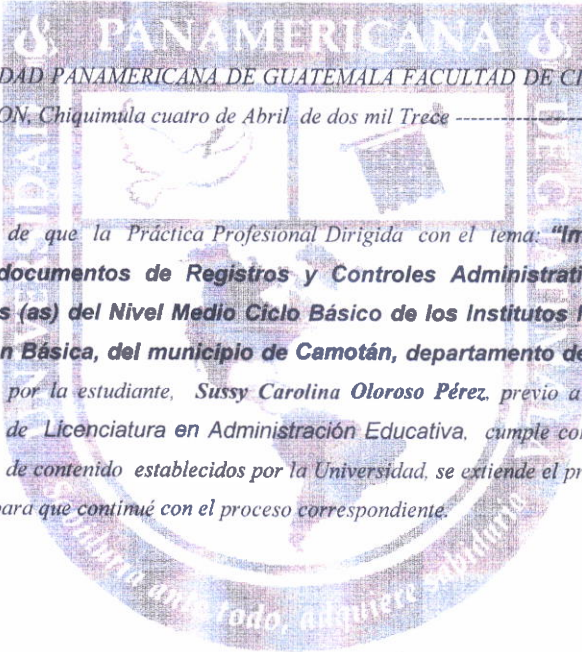 PANAMERICANA
DAD PANAMERICANA DE GUATEMALA FACULTAD DE CI
ON, Chiquimula cuatro de Abril de dos mil Trece ----------------------
de que la Práctica Profesional Dirigida con el tema: "Im
documentos de Registros y Controles Administrati
s (as) del Nivel Medio Ciclo Básico de los Institutos
n Básica, del municipio de Camotán, departamento de
por la estudiante, Sussy Carolina Oloroso Pérez, previo a
de Licenciatura en Administración Educativa, cumple co
de contenido establecidos por la Universidad, se extiende el pr
para que continué con el proceso correspondiente.
Sabiduría ante todo, adquiere sabiduría